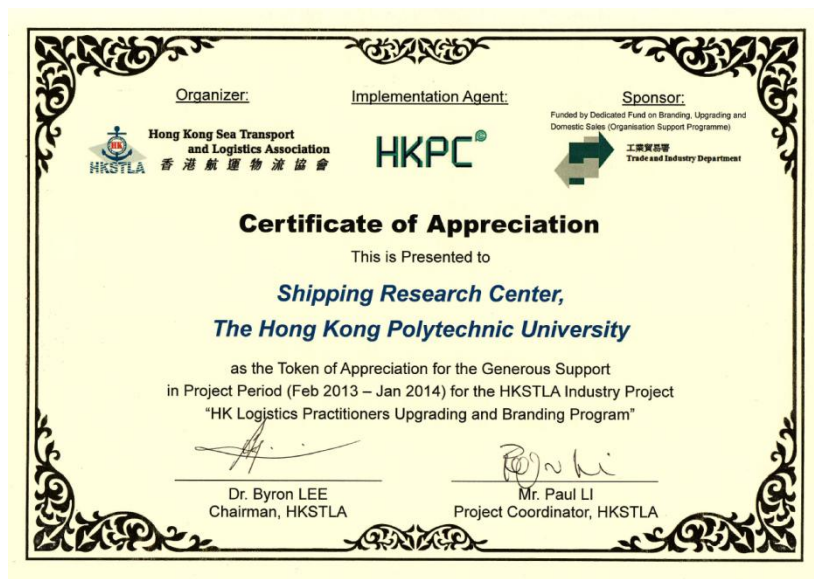 Organizer:
Implementation Agent:
Sponsor:
Funded by Dedicated Fund on Branding, Upgrading and
Domestic Sales (Organisation Support Programme)
HK
HKSTLA
Hong Kong Sea Transport
and Logistics Association
香港航運物流協會
HKPC®
工業貿易署
Trade and Industry Department
Certificate of Appreciation
This is Presented to
Shipping Research Center,
The Hong Kong Polytechnic University
as the Token of Appreciation for the Generous Support
in Project Period (Feb 2013 – Jan 2014) for the HKSTLA Industry Project
“HK Logistics Practitioners Upgrading and Branding Program”
Dr. Byron LEE
Chairman, HKSTLA
Mr. Paul LI
Project Coordinator, HKSTLA